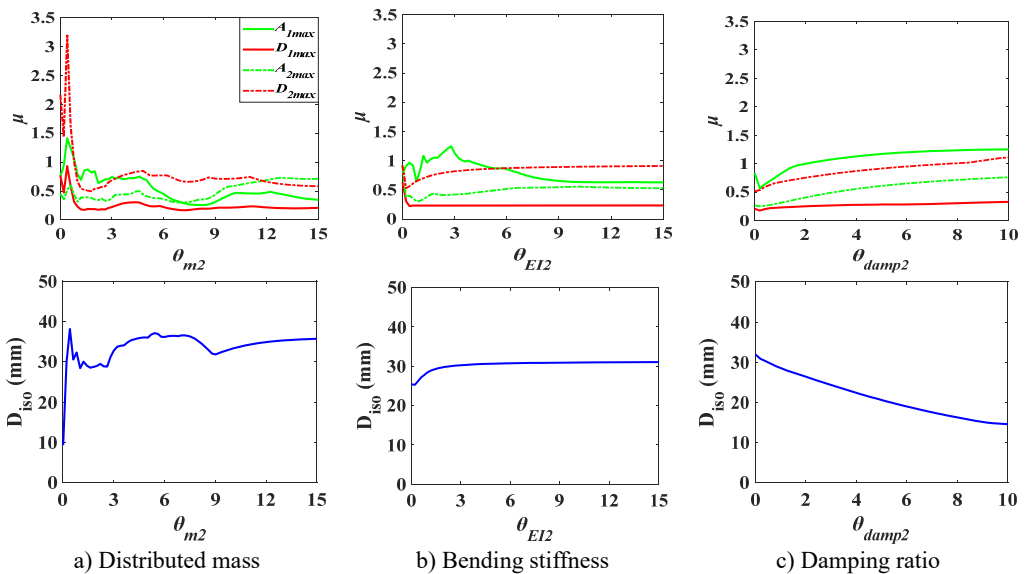 3.5
3
2.5
2
1.5
1
0.5
0
μ
0 3 6 9 12 15
θm2
A1max
D1max
A2max
D2max
3.5
3
2.5
2
1.5
1
0.5
0
μ
0 3 6 9 12 15
θEI2
3.5
3
2.5
2
1.5
1
0.5
0
μ
0 2 4 6 8 10
θdamp2
50
40
30
20
10
0
Diso (mm)
0 3 6 9 12 15
θm2
50
40
30
20
10
0
Diso (mm)
0 3 6 9 12 15
θEI2
50
40
30
20
10
0
Diso (mm)
0 2 4 6 8 10
θdamp2
a) Distributed mass
b) Bending stiffness
c) Damping ratio